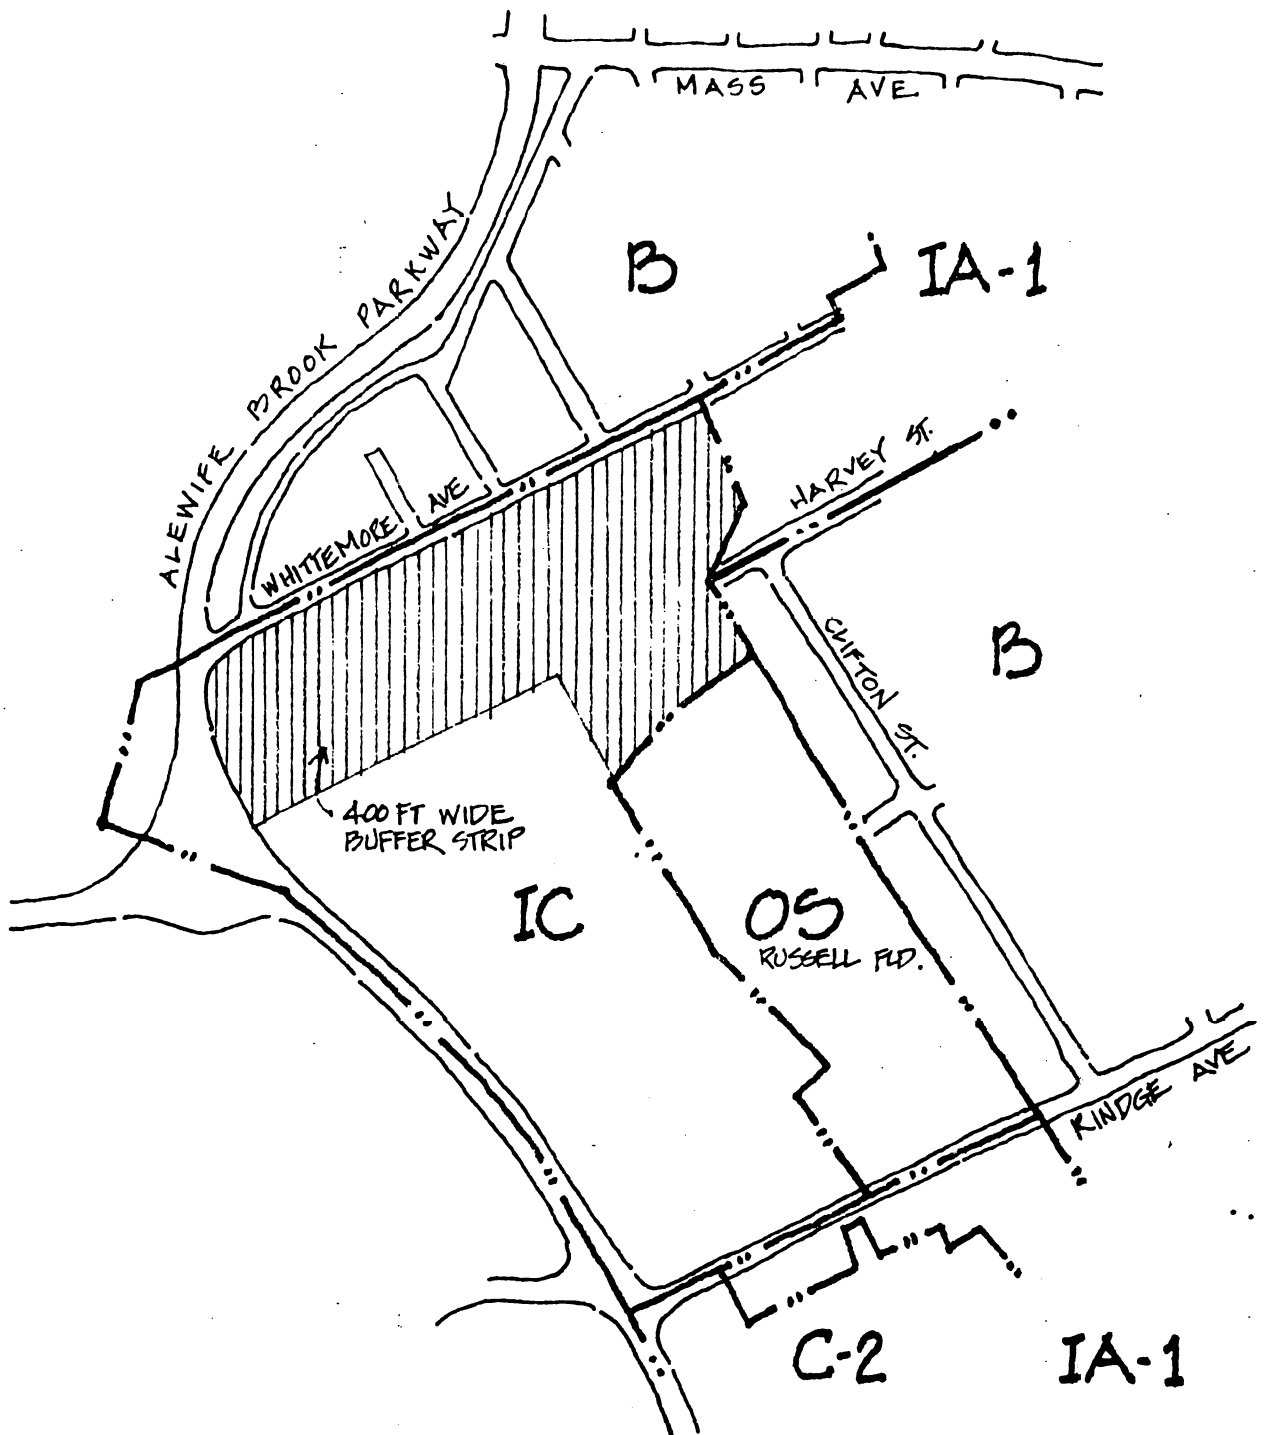 MASS AVE.
ALEWIFE BROOK PARKWAY
B
IA-1
HARVEY ST.
WHITTEMORE AVE
CLIFTON ST.
B
400 FT WIDE
BUFFER STRIP
IC
OS
RUSSELL FLD.
RINDGE AVE
C-2
IA-1